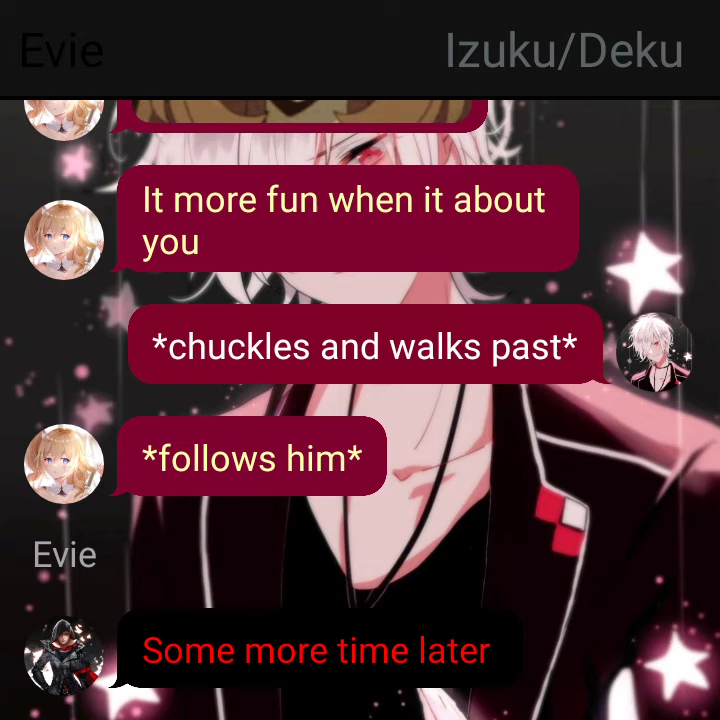 Evie
Izuku/Deku
It more fun when it about
you
*chuckles and walks past*
*follows him*
Evie
Some more time later